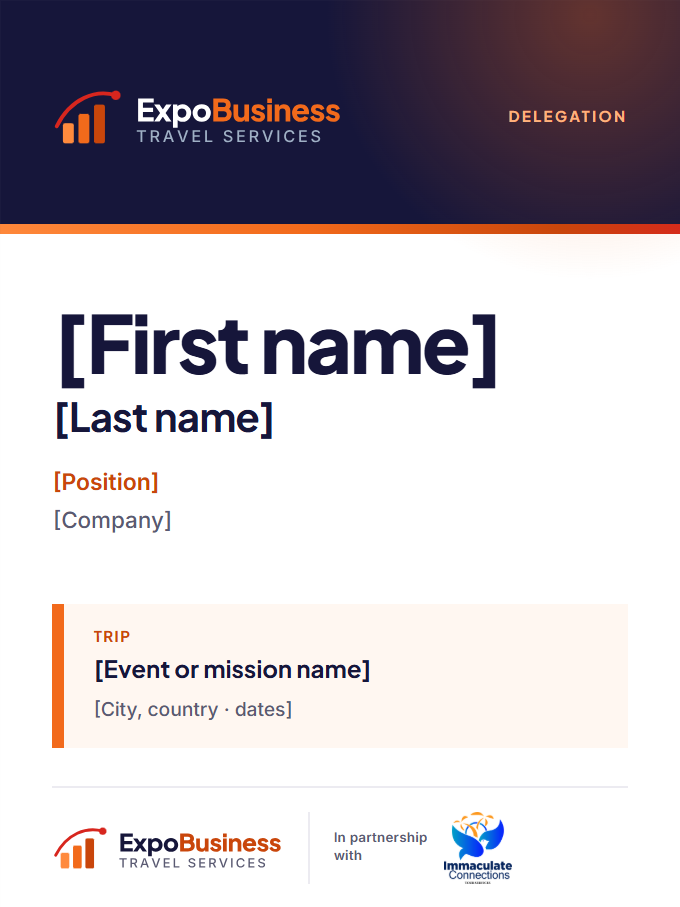 ExpoBusiness
TRAVEL SERVICES
DELEGATION
[First name]
[Last name]
[Position]
[Company]
TRIP
[Event or mission name]
[City, country · dates]
ExpoBusiness
TRAVEL SERVICES
In partnership
with
Immaculate
Connections